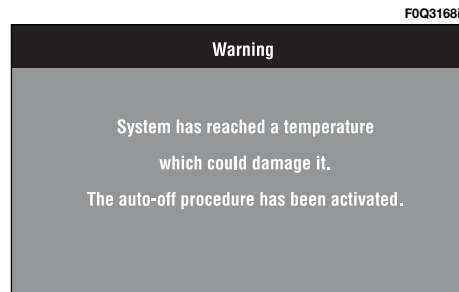 F0Q3168i
Warning
System has reached a temperature
which could damage it.
The auto-off procedure has been activated.